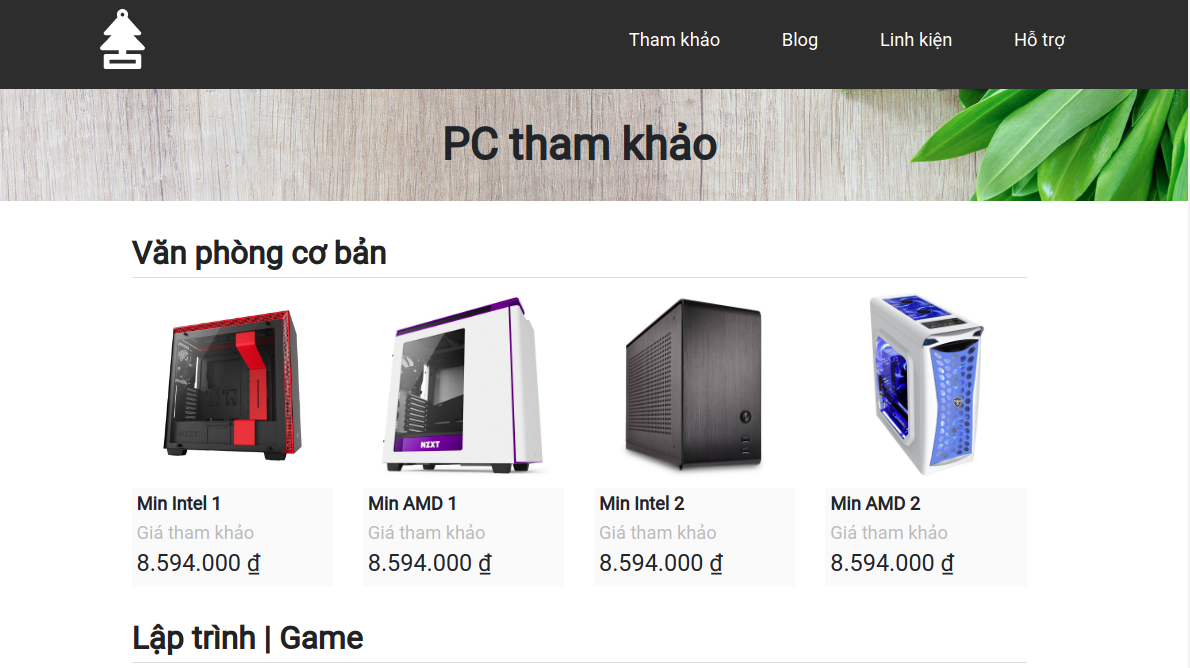 Tham khảo Blog Linh kiện Hỗ trợ
PC tham khảo
Văn phòng cơ bản
NZXT
Min Intel 1
Giá tham khảo
8.594.000 ₫
Min AMD 1
Giá tham khảo
8.594.000 ₫
Min Intel 2
Giá tham khảo
8.594.000 ₫
Min AMD 2
Giá tham khảo
8.594.000 ₫
Lập trình | Game